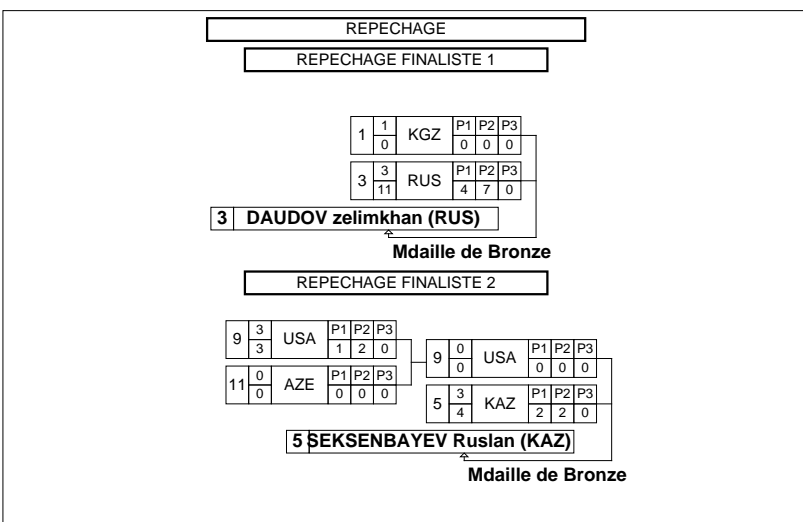 REPECHAGE
REPECHAGE FINALISTE 1
1 1 KGZ P1 P2 P3
0 0 0 0
3 3 RUS P1 P2 P3
11 4 7 0
3 DAUDOV zelimkhan (RUS)
Mdaille de Bronze
REPECHAGE FINALISTE 2
9 3 USA P1 P2 P3
3 1 2 0
9 0 USA P1 P2 P3
0 0 0 0
11 0 AZE P1 P2 P3
0 0 0 0
5 3 KAZ P1 P2 P3
4 2 2 0
5 SEKSENBAYEV Ruslan (KAZ)
Mdaille de Bronze